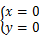 {x = 0
{y = 0